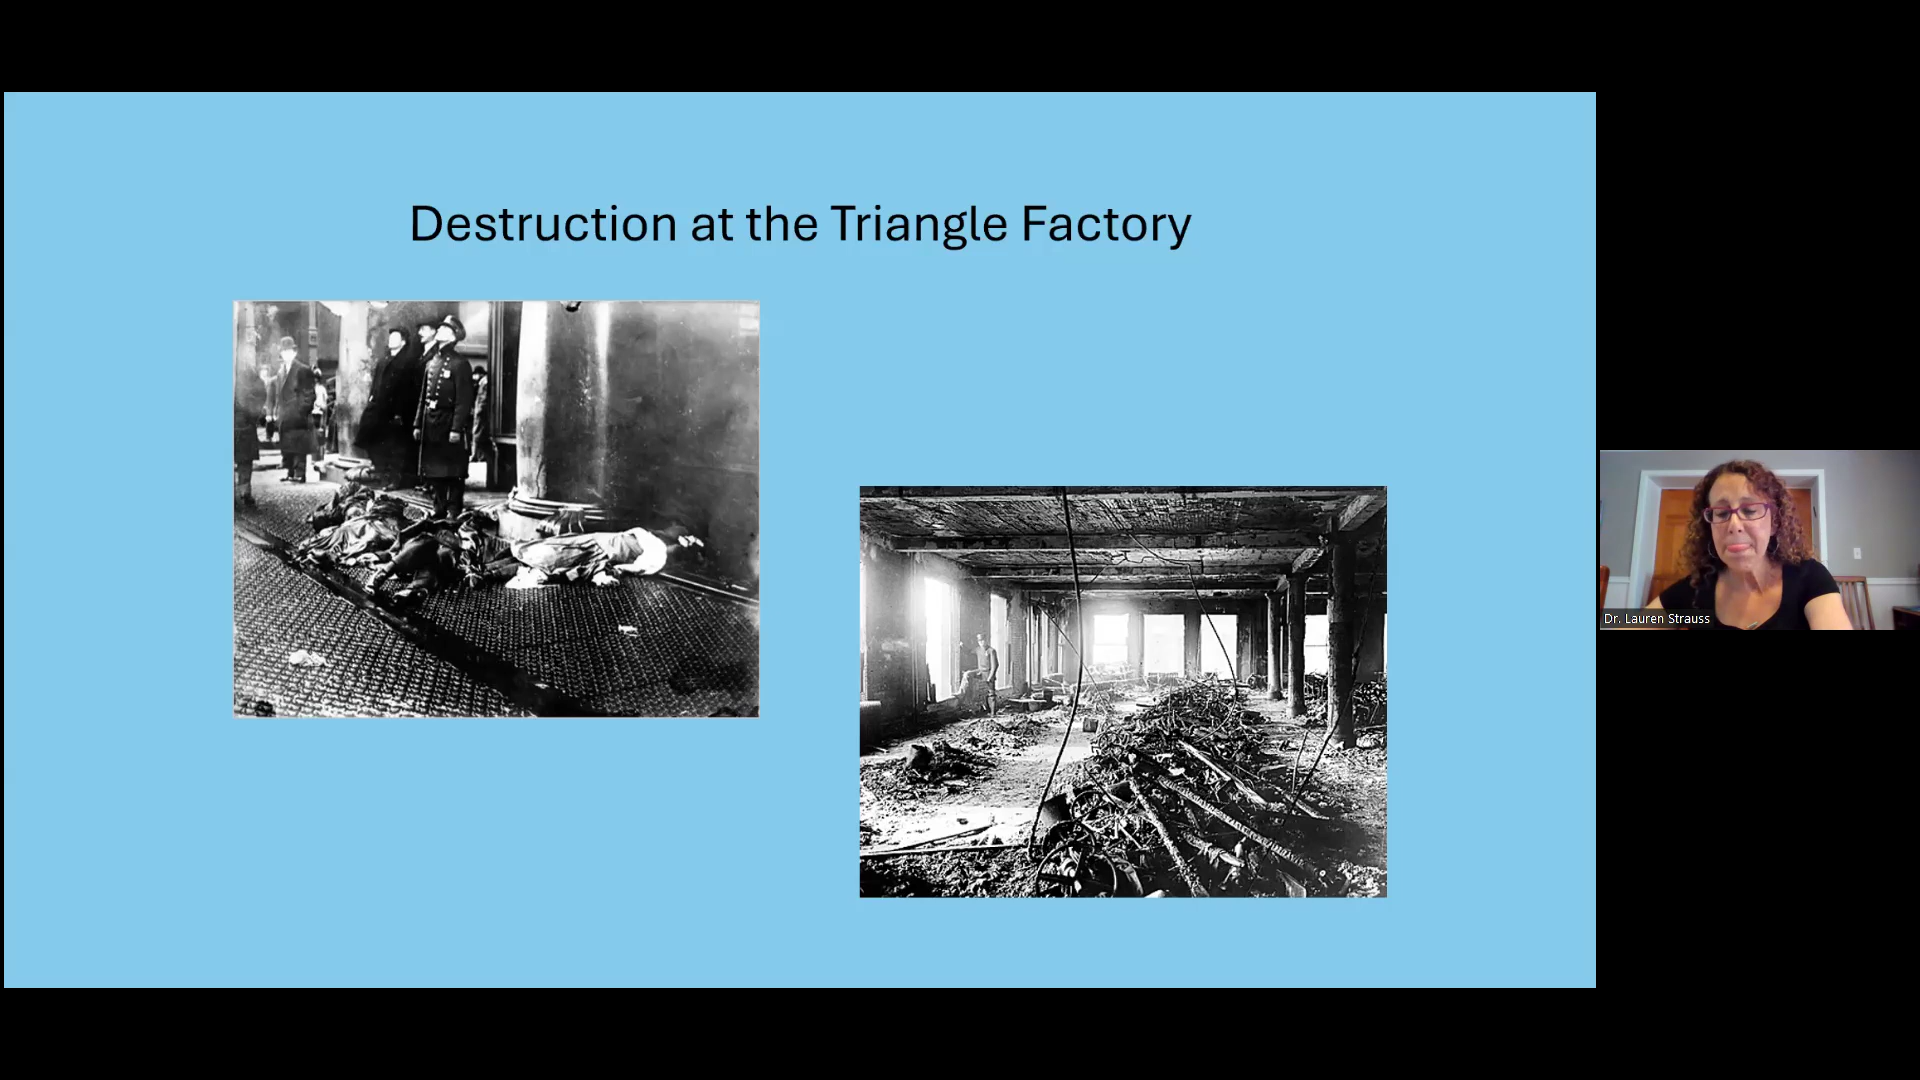 Destruction at the Triangle Factory
Dr. Lauren Strauss